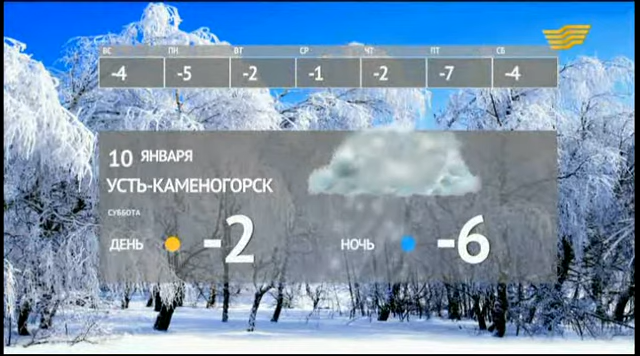 ВС ПН ВТ СР ЧТ ПТ СБ
-4 -5 -2 -1 -2 -7 -4
10 ЯНВАРЯ
УСТЬ-КАМЕНОГОРСК
СУББОТА
ДЕНЬ -2 НОЧЬ -6